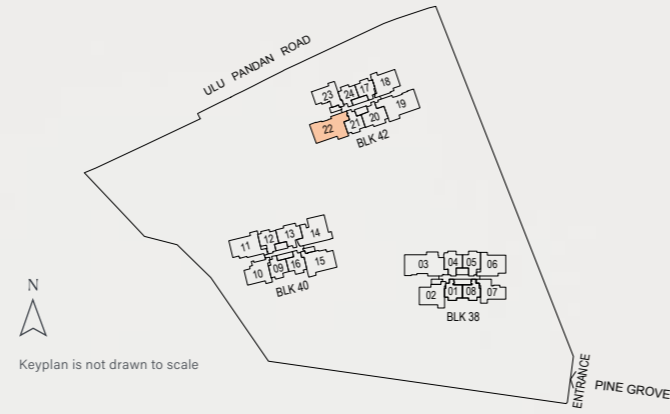 ULU PANDAN ROAD
23 24 17 18
22 21 20 19
BLK 42
11 12 13 14
10 09 16 15
BLK 40
03 04 05 06
02 01 08 07
BLK 38
N
Keyplan is not drawn to scale
ENTRANCE
PINE GROVE